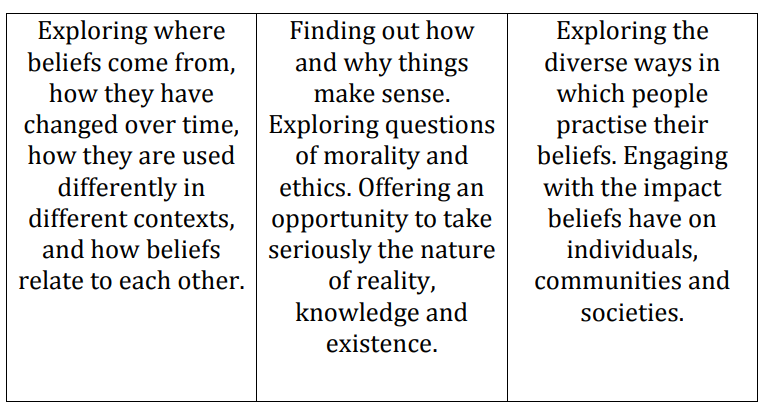 Exploring where
beliefs come from,
how they have
changed over time,
how they are used
differently in
different contexts,
and how beliefs
relate to each other.
Finding out how
and why things
make sense.
Exploring questions
of morality and
ethics. Offering an
opportunity to take
seriously the nature
of reality,
knowledge and
existence.
Exploring the
diverse ways in
which people
practise their
beliefs. Engaging
with the impact
beliefs have on
individuals,
communities and
societies.